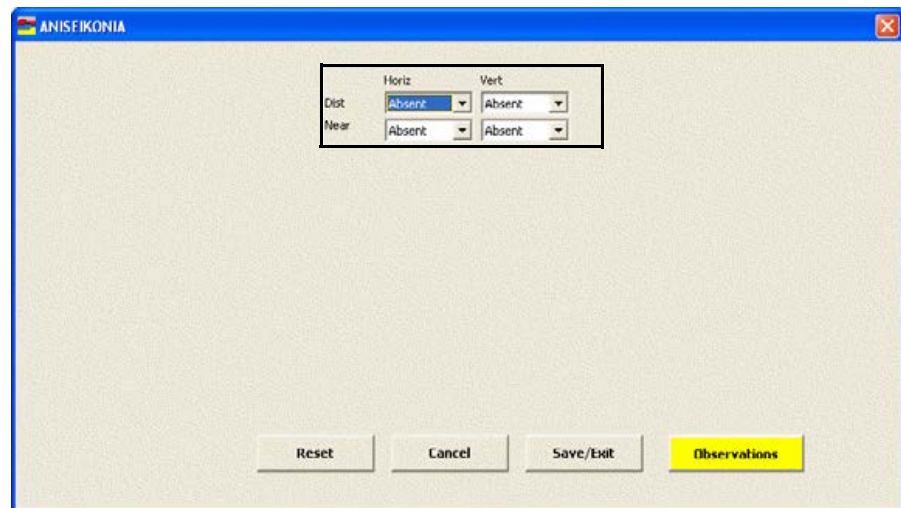 ANISEIKONIA
Horiz Vert
Dist Absent Absent
Near Absent Absent
Reset Cancel Save/Exit Observations